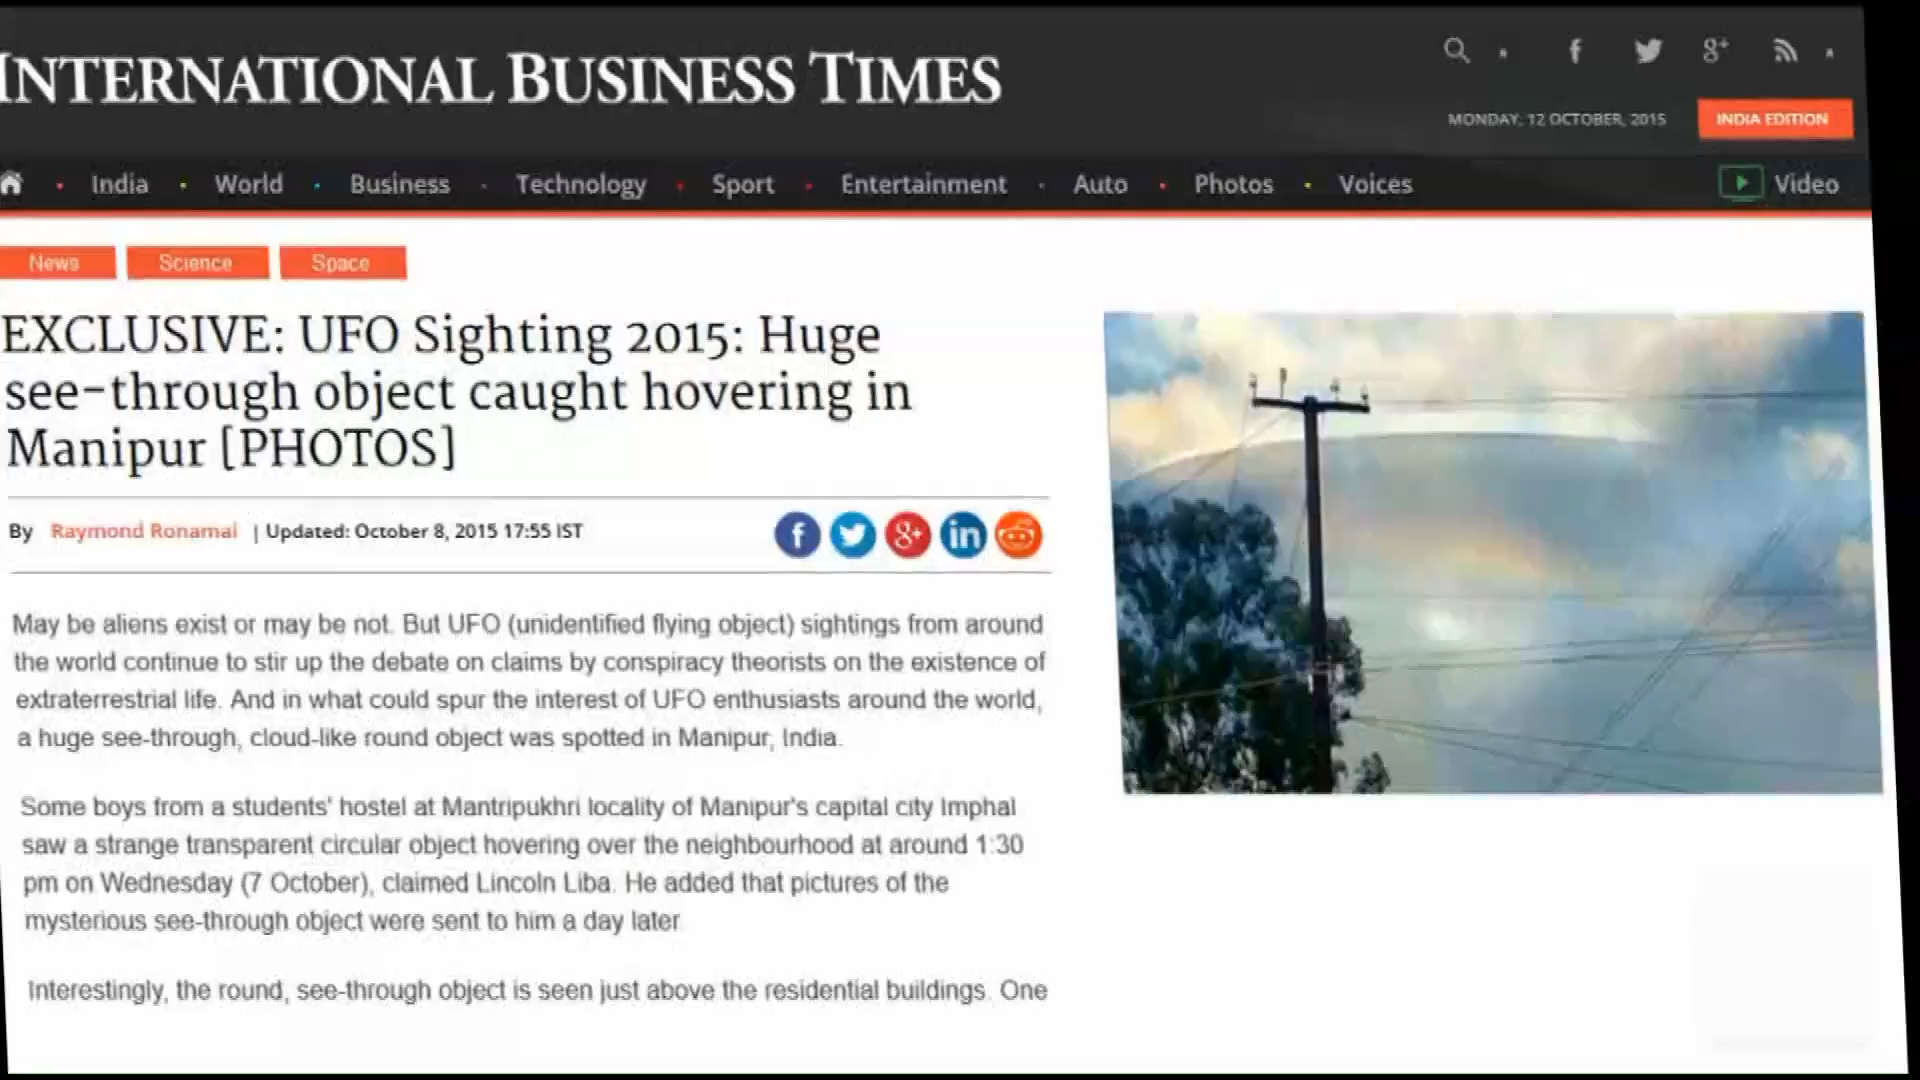 INTERNATIONAL BUSINESS TIMES
MONDAY, 12 OCTOBER, 2015
INDIA EDITION
India World Business Technology Sport Entertainment Auto Photos Voices Video
News Science Space
EXCLUSIVE: UFO Sighting 2015: Huge
see-through object caught hovering in
Manipur [PHOTOS]
By Raymond Ronamai | Updated: October 8, 2015 17:55 IST
May be aliens exist or may be not. But UFO (unidentified flying object) sightings from around
the world continue to stir up the debate on claims by conspiracy theorists on the existence of
extraterrestrial life. And in what could spur the interest of UFO enthusiasts around the world,
a huge see-through, cloud-like round object was spotted in Manipur, India.
Some boys from a students' hostel at Mantripukhri locality of Manipur's capital city Imphal
saw a strange transparent circular object hovering over the neighbourhood at around 1:30
pm on Wednesday (7 October), claimed Lincoln Liba. He added that pictures of the
mysterious see-through object were sent to him a day later.
Interestingly, the round, see-through object is seen just above the residential buildings. One